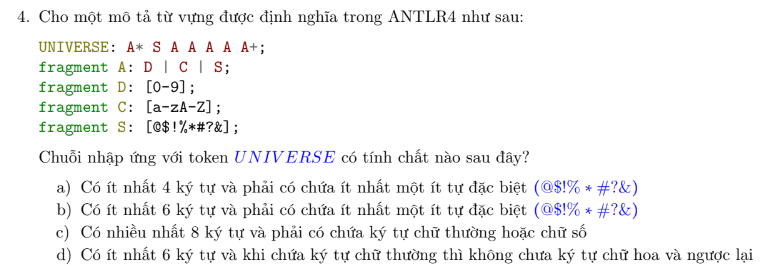 4. Cho một mô tả từ vựng được định nghĩa trong ANTLR4 như sau:
UNIVERSE: A* S A A A A A+;
fragment A: D | C | S;
fragment D: [0-9];
fragment C: [a-zA-Z];
fragment S: [@$!%*#?&];
Chuỗi nhập ứng với token UNIVERSE có tính chất nào sau đây?
a) Có ít nhất 4 ký tự và phải có chứa ít nhất một ít tự đặc biệt (@$!% * #?&)
b) Có ít nhất 6 ký tự và phải có chứa ít nhất một ít tự đặc biệt (@$!% * #?&)
c) Có nhiều nhất 8 ký tự và phải có chứa ký tự chữ thường hoặc chữ số
d) Có ít nhất 6 ký tự và khi chứa ký tự chữ thường thì không chưa ký tự chữ hoa và ngược lại